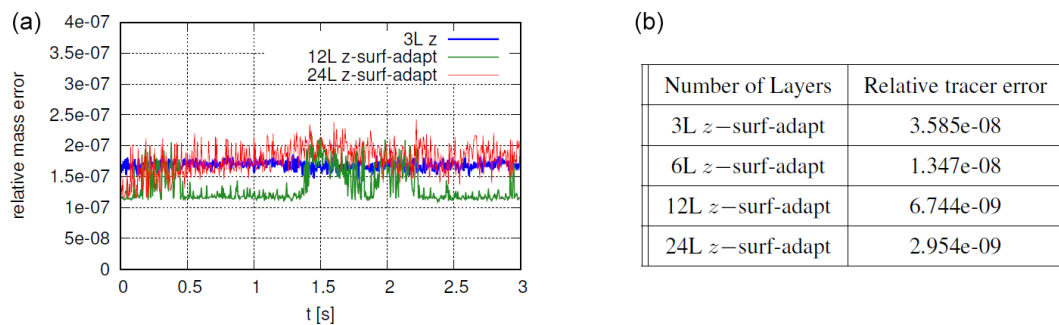 (a)
4e-07
3.5e-07
3e-07
2.5e-07
2e-07
1.5e-07
1e-07
5e-08
0
relative mass error
3L z
12L z-surf-adapt
24L z-surf-adapt
0 0.5 1 1.5 2 2.5 3
t [s]
(b)
Number of Layers Relative tracer error
3L z−surf-adapt 3.585e-08
6L z−surf-adapt 1.347e-08
12L z−surf-adapt 6.744e-09
24L z−surf-adapt 2.954e-09